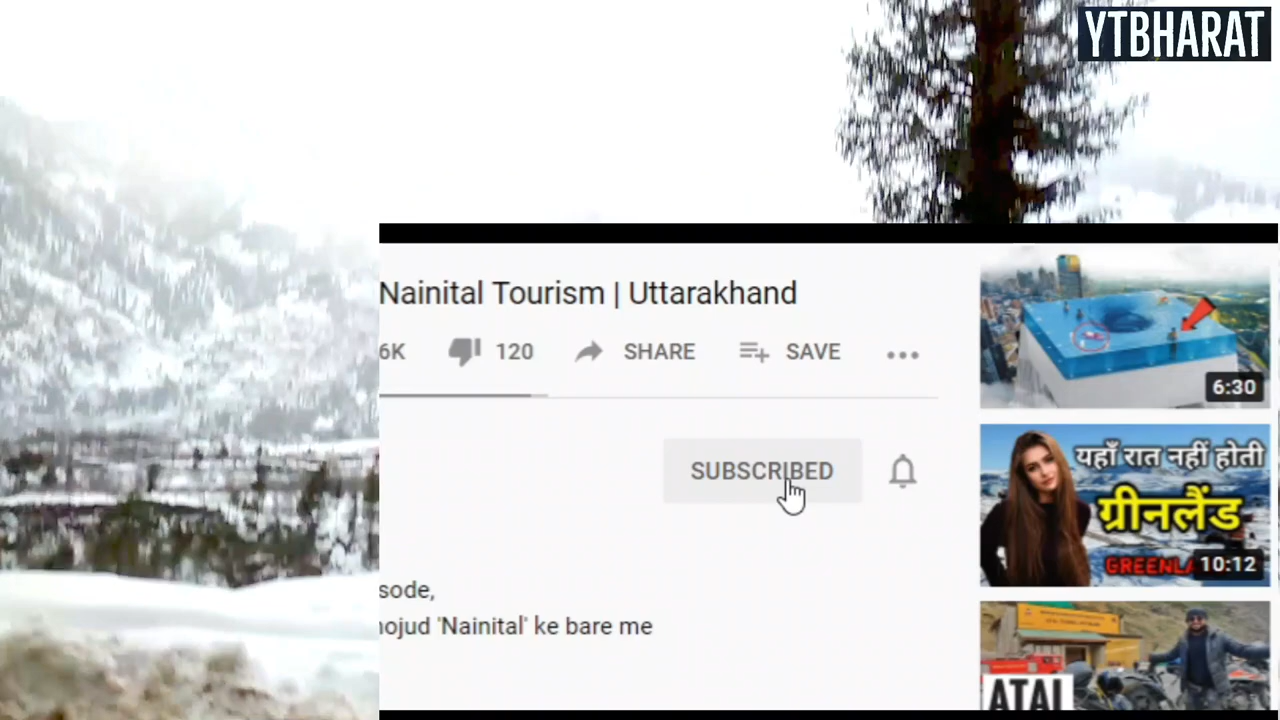 YTBHARAT
Nainital Tourism | Uttarakhand
6K 120 SHARE SAVE
6:30
SUBSCRIBED
यहाँ रात नहीं होती
ग्रीनलैंड
10:12
sode,
'Nainital' ke bare me
ATAL